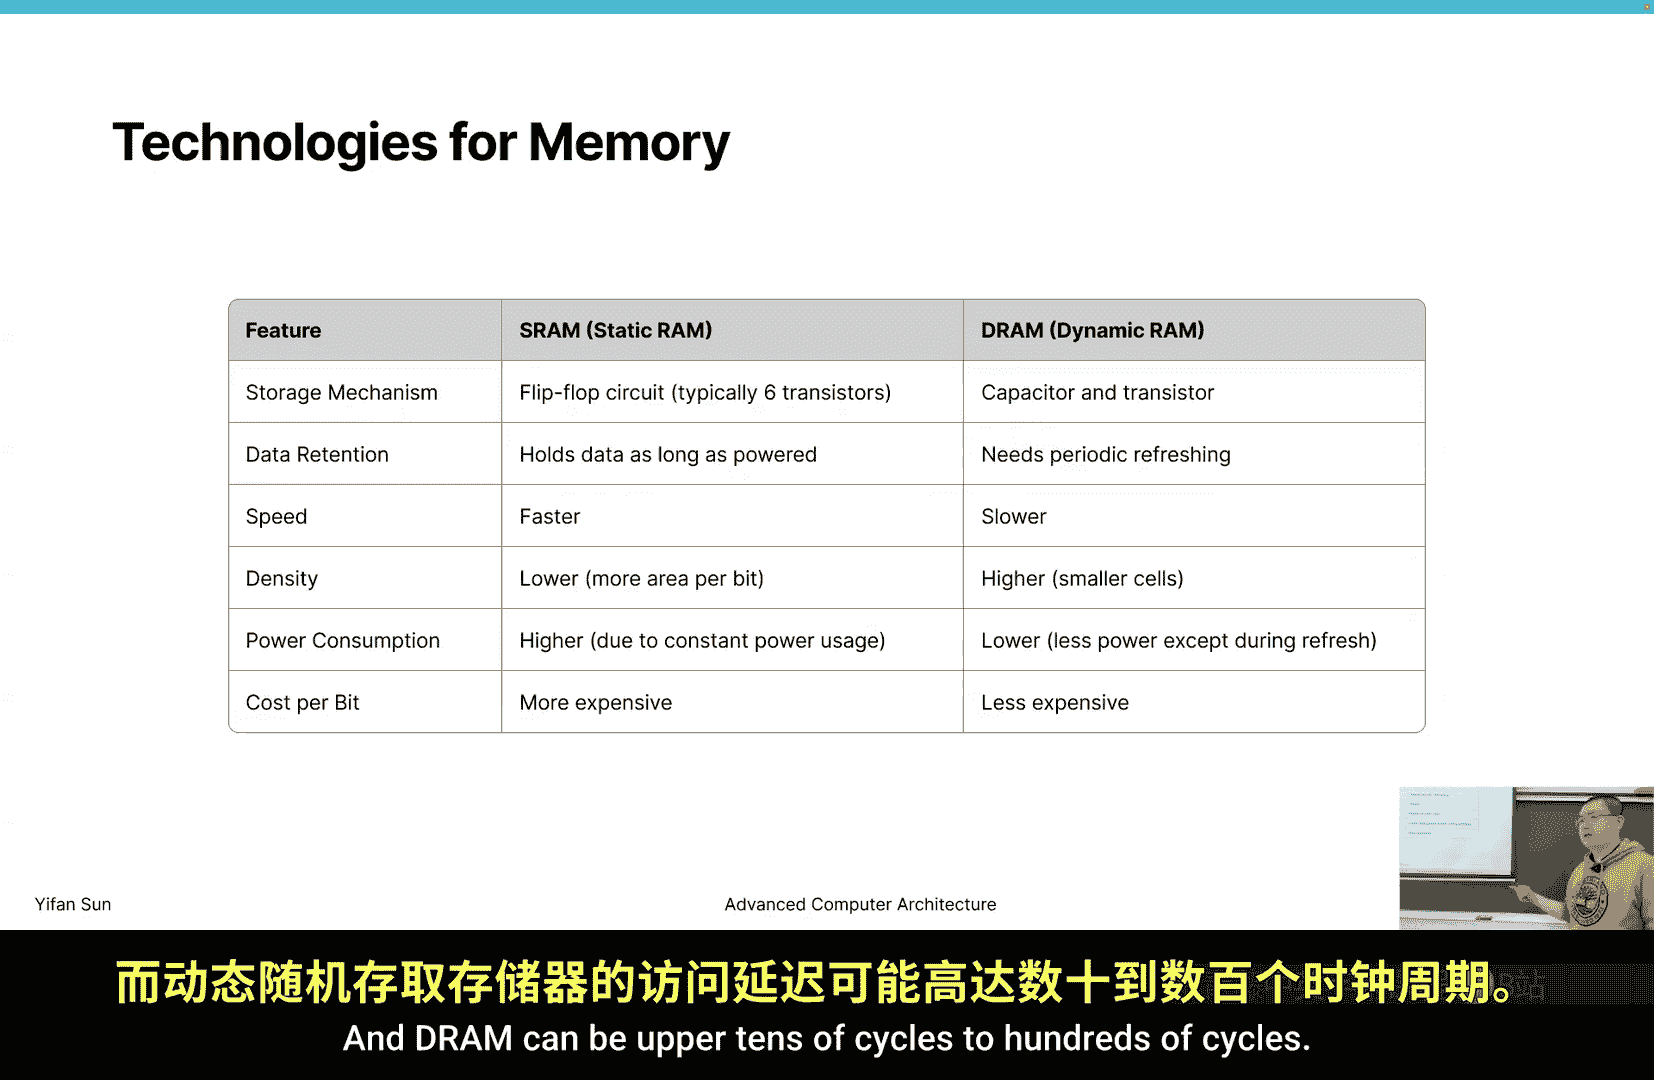 Technologies for Memory
Feature SRAM (Static RAM) DRAM (Dynamic RAM)
Storage Mechanism Flip-flop circuit (typically 6 transistors) Capacitor and transistor
Data Retention Holds data as long as powered Needs periodic refreshing
Speed Faster Slower
Density Lower (more area per bit) Higher (smaller cells)
Power Consumption Higher (due to constant power usage) Lower (less power except during refresh)
Cost per Bit More expensive Less expensive
Yifan Sun Advanced Computer Architecture
而动态随机存取存储器的访问延迟可能高达数十到数百个时钟周期。
And DRAM can be upper tens of cycles to hundreds of cycles.